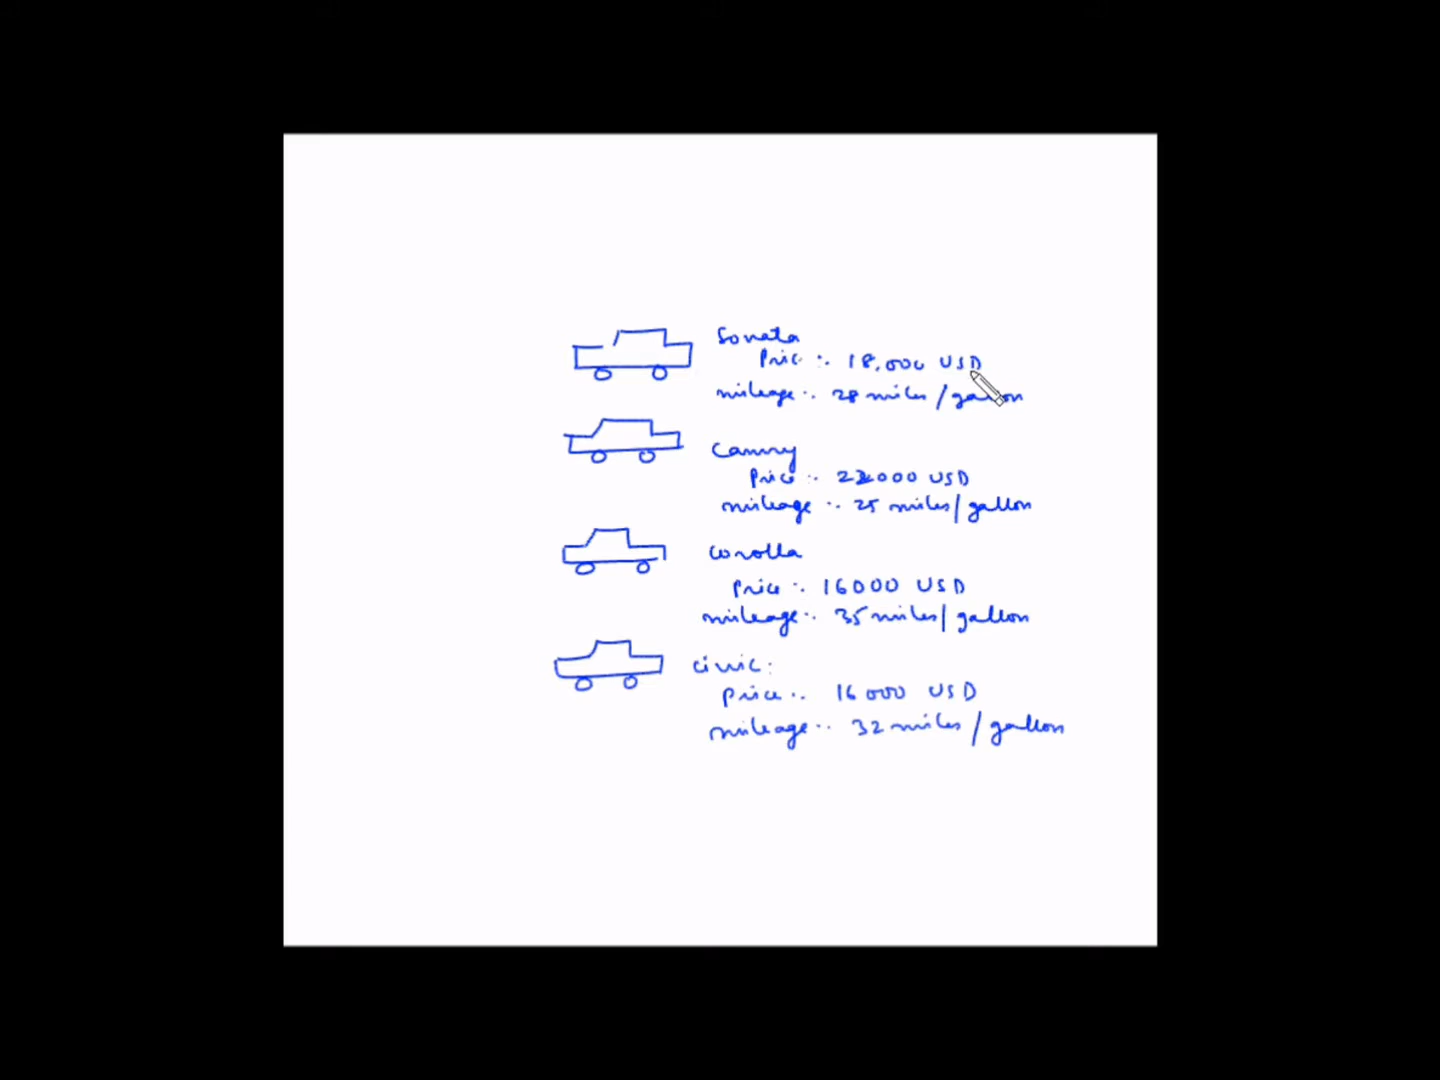 Sonata
Price :- 18,000 USD
mileage :- 28 miles/gallon
Camry
Price :- 22000 USD
mileage :- 25 miles/gallon
Corolla
Price :- 16000 USD
mileage :- 35 miles/gallon
Civic :
Price :- 16000 USD
mileage :- 32 miles/gallon